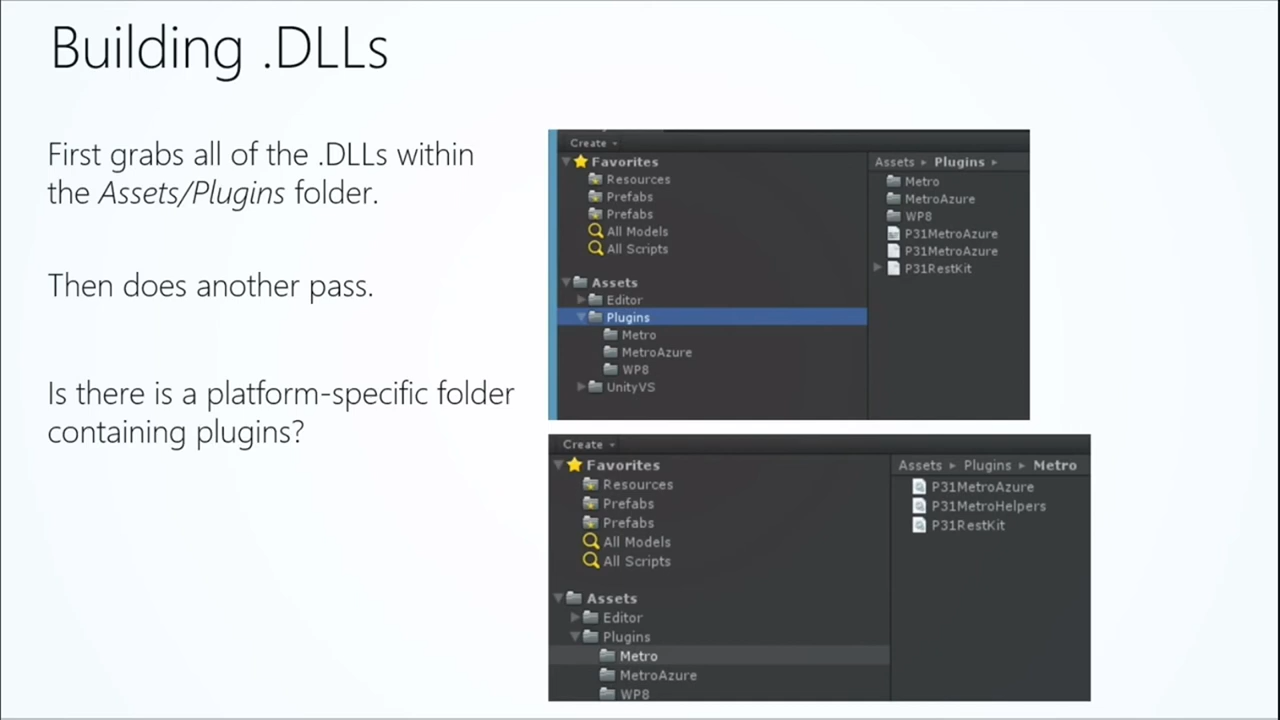 Building .DLLs
First grabs all of the .DLLs within
the Assets/Plugins folder.
Then does another pass.
Is there is a platform-specific folder
containing plugins?
Create
Favorites
Resources
Prefabs
Prefabs
All Models
All Scripts
Assets
Editor
Plugins
Metro
MetroAzure
WP8
UnityVS
Assets Plugins
Metro
MetroAzure
WP8
P31MetroAzure
P31MetroAzure
P31RestKit
Create
Favorites
Resources
Prefabs
Prefabs
All Models
All Scripts
Assets
Editor
Plugins
Metro
MetroAzure
WP8
Assets Plugins Metro
P31MetroAzure
P31MetroHelpers
P31RestKit